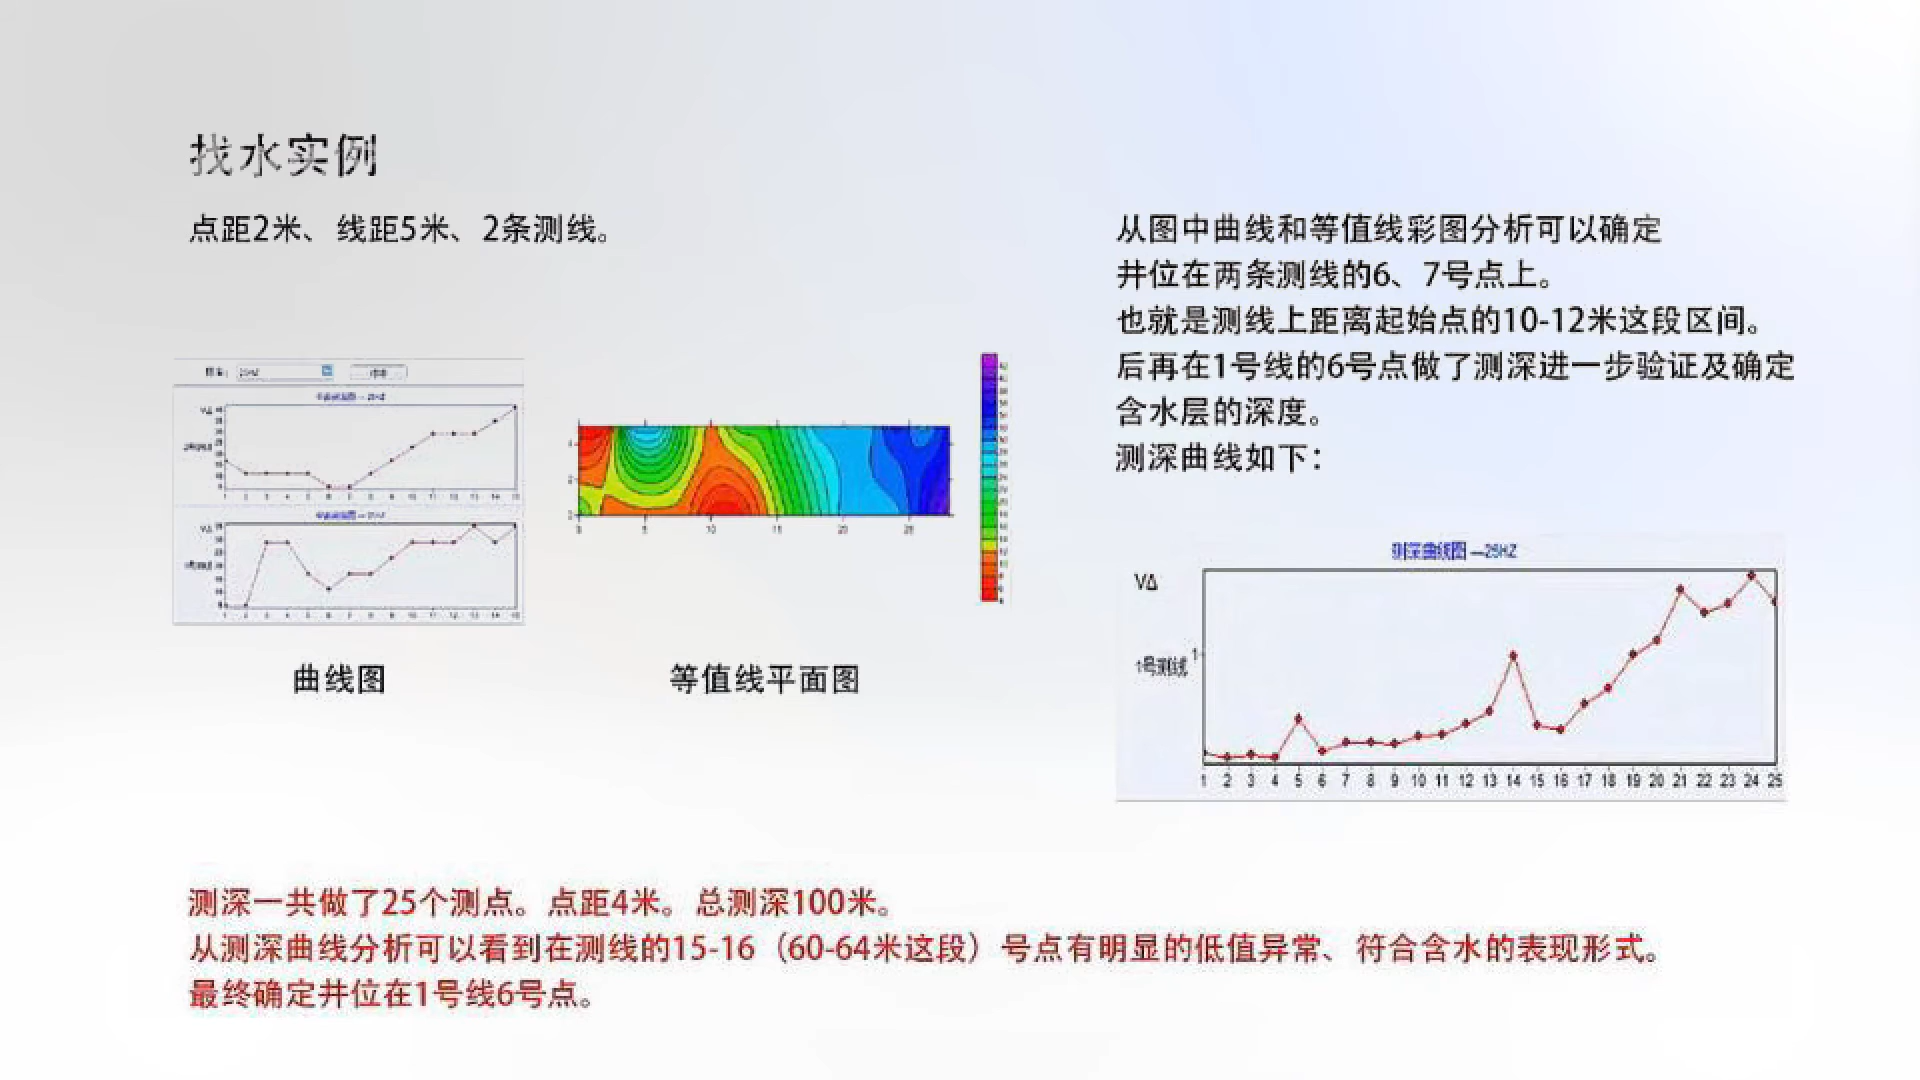 找水实例
点距2米、线距5米、2条测线。
从图中曲线和等值线彩图分析可以确定
井位在两条测线的6、7号点上。
也就是测线上距离起始点的10-12米这段区间。
后再在1号线的6号点做了测深进一步验证及确定
含水层的深度。
测深曲线如下：
曲线图
等值线平面图
测深曲线图 —25HZ
VΔ
1号测线
1
1 2 3 4 5 6 7 8 9 10 11 12 13 14 15 16 17 18 19 20 21 22 23 24 25
测深一共做了25个测点。点距4米。总测深100米。
从测深曲线分析可以看到在测线的15-16（60-64米这段）号点有明显的低值异常、符合含水的表现形式。
最终确定井位在1号线6号点。